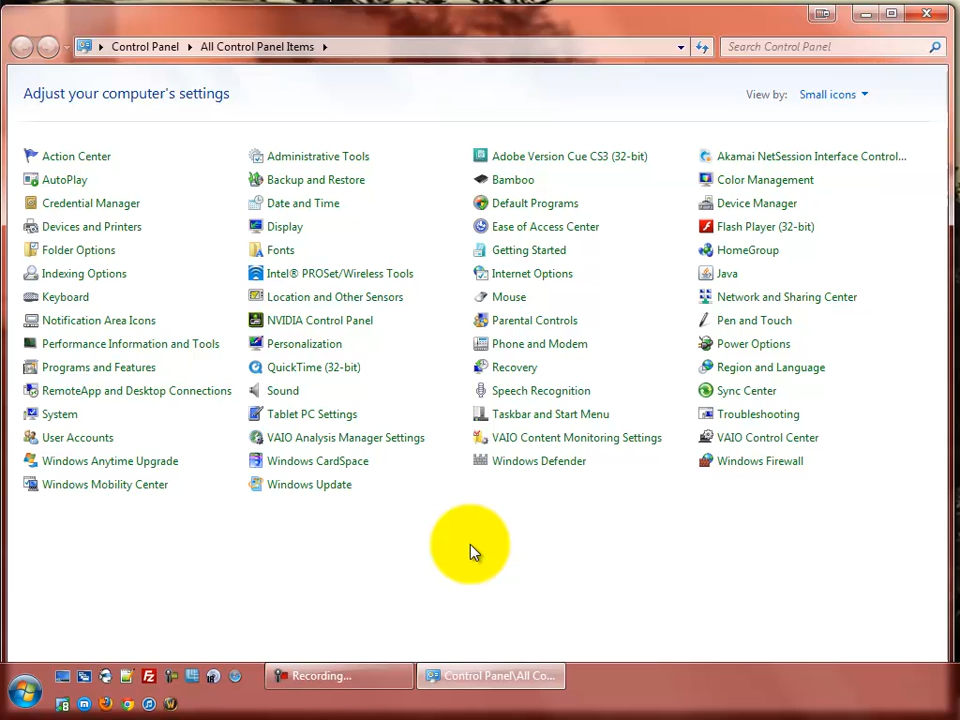 Control Panel All Control Panel Items
Search Control Panel
Adjust your computer's settings
View by: Small icons
Action Center
Administrative Tools
Adobe Version Cue CS3 (32-bit)
Akamai NetSession Interface Control...
AutoPlay
Backup and Restore
Bamboo
Color Management
Credential Manager
Date and Time
Default Programs
Device Manager
Devices and Printers
Display
Ease of Access Center
Flash Player (32-bit)
Folder Options
Fonts
Getting Started
HomeGroup
Indexing Options
Intel® PROSet/Wireless Tools
Internet Options
Java
Keyboard
Location and Other Sensors
Mouse
Network and Sharing Center
Notification Area Icons
NVIDIA Control Panel
Parental Controls
Pen and Touch
Performance Information and Tools
Personalization
Phone and Modem
Power Options
Programs and Features
QuickTime (32-bit)
Recovery
Region and Language
RemoteApp and Desktop Connections
Sound
Speech Recognition
Sync Center
System
Tablet PC Settings
Taskbar and Start Menu
Troubleshooting
User Accounts
VAIO Analysis Manager Settings
VAIO Content Monitoring Settings
VAIO Control Center
Windows Anytime Upgrade
Windows CardSpace
Windows Defender
Windows Firewall
Windows Mobility Center
Windows Update
Recording...
Control Panel\All Co...